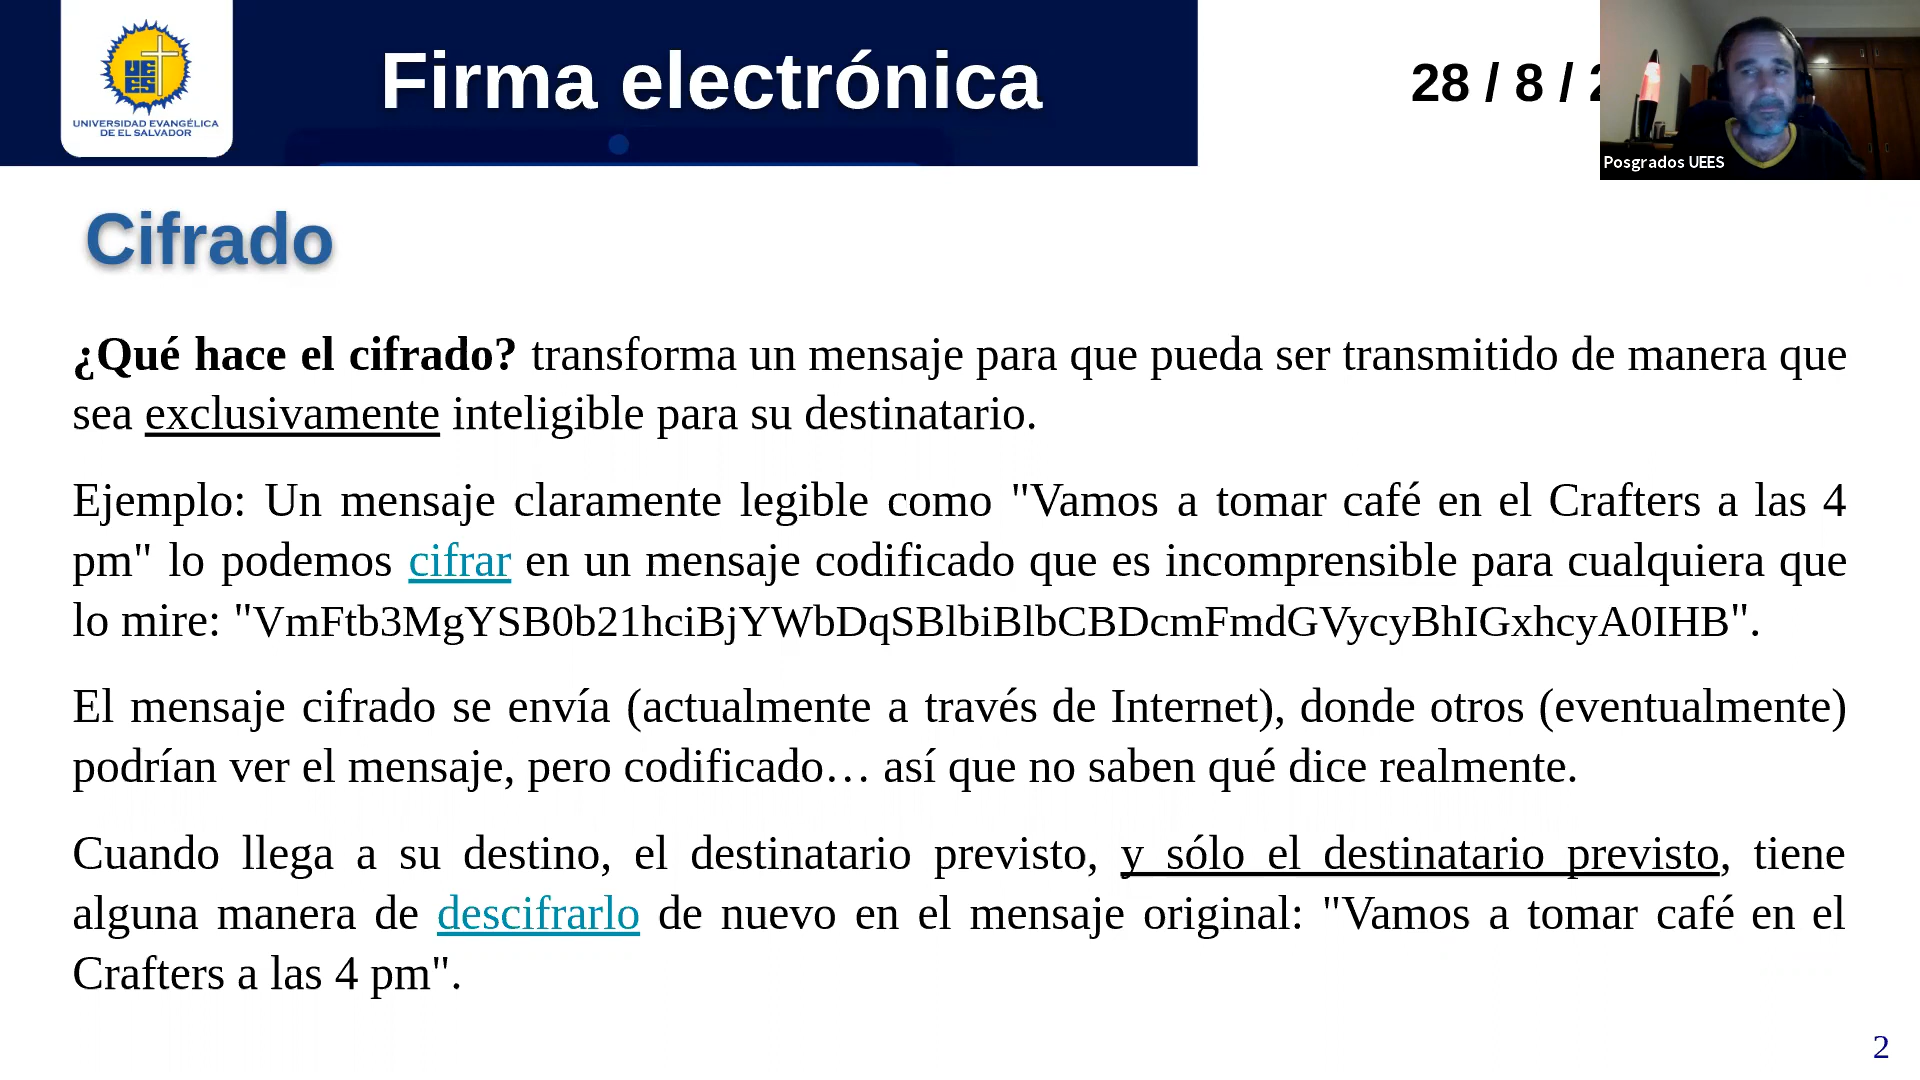 UEES
UNIVERSIDAD EVANGÉLICA
DE EL SALVADOR
Firma electrónica
28 / 8 /
Posgrados UEES
Cifrado
¿Qué hace el cifrado? transforma un mensaje para que pueda ser transmitido de manera que
sea exclusivamente inteligible para su destinatario.
Ejemplo: Un mensaje claramente legible como "Vamos a tomar café en el Crafters a las 4
pm" lo podemos cifrar en un mensaje codificado que es incomprensible para cualquiera que
lo mire: "VmFtb3MgYSB0b21hciBjYWbDqSBlbiBlbCBDcmFmdGVycyBhIGxhcyA0IHB".
El mensaje cifrado se envía (actualmente a través de Internet), donde otros (eventualmente)
podrían ver el mensaje, pero codificado… así que no saben qué dice realmente.
Cuando llega a su destino, el destinatario previsto, y sólo el destinatario previsto, tiene
alguna manera de descifrarlo de nuevo en el mensaje original: "Vamos a tomar café en el
Crafters a las 4 pm".
2